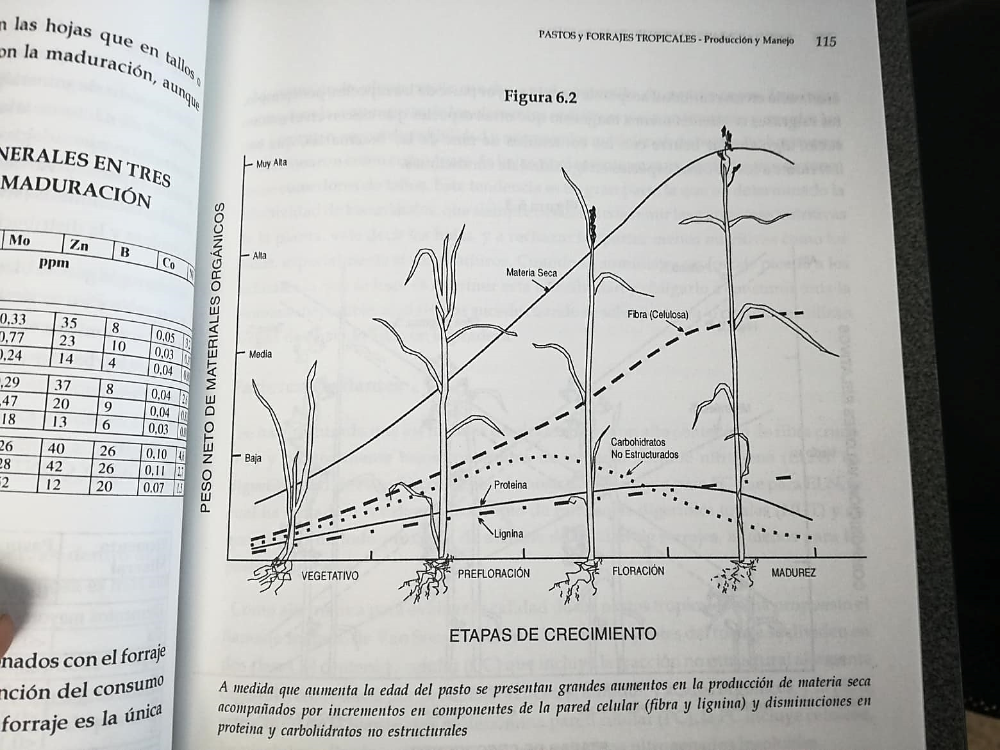 n las hojas que en tallos o
on la maduración, aunque
NERALES EN TRES
MADURACIÓN
Mo Zn B Co
ppm
0,33 35 8 0,05
0,77 23 10 0,03
0,24 14 4 0,04
,29 37 8 0,04
,47 20 9 0,04
18 13 6 0,03
26 40 26 0,10
28 42 26 0,11
12 20 0.07
nados con el forraje
nción del consumo
forraje es la única
PASTOS y FORRAJES TROPICALES - Producción y Manejo 115
Figura 6.2
PESO NETO DE MATERIALES ORGÁNICOS
Muy Alta
Alta
Media
Baja
Materia Seca
Fibra (Celulosa)
Carbohidratos
No Estructurados
Proteina
Lignina
VEGETATIVO PREFLORACIÓN FLORACIÓN MADUREZ
ETAPAS DE CRECIMIENTO
A medida que aumenta la edad del pasto se presentan grandes aumentos en la producción de materia seca
acompañados por incrementos en componentes de la pared celular (fibra y lignina) y disminuciones en
proteina y carbohidratos no estructurales